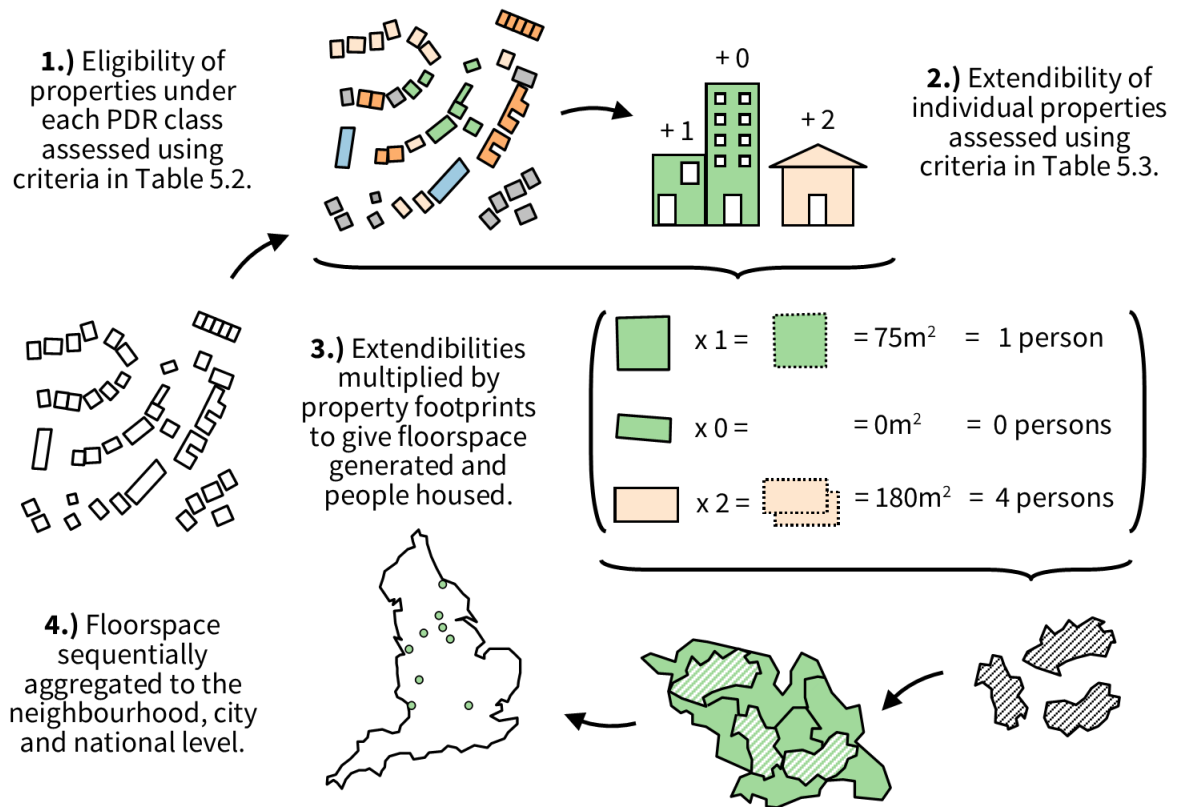 1.) Eligibility of
properties under
each PDR class
assessed using
criteria in Table 5.2.
+ 1
+ 0
+ 2
2.) Extendibility of
individual properties
assessed using
criteria in Table 5.3.
3.) Extendibilities
multiplied by
property footprints
to give floorspace
generated and
people housed.
x 1 = = 75m² = 1 person
x 0 = = 0m² = 0 persons
x 2 = = 180m² = 4 persons
4.) Floorspace
sequentially
aggregated to the
neighbourhood, city
and national level.